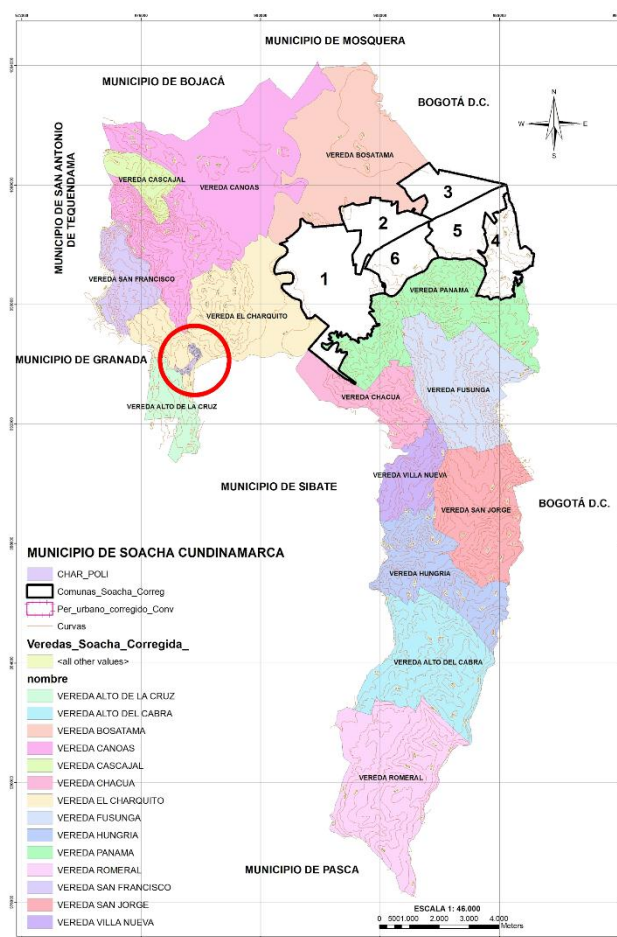 MUNICIPIO DE MOSQUERA
MUNICIPIO DE BOJACÁ
BOGOTÁ D.C.
N
W E
S
MUNICIPIO DE SAN ANTONIO
DE TEQUENDAMA
VEREDA BOSATAMA
VEREDA CASCAJAL
VEREDA CANOAS
3
2
5
4
1
6
VEREDA SAN FRANCISCO
VEREDA PANAMA
VEREDA EL CHARQUITO
MUNICIPIO DE GRANADA
VEREDA FUSUNGA
VEREDA CHACUA
VEREDA ALTO DE LA CRUZ
VEREDA VILLA NUEVA
MUNICIPIO DE SIBATE
BOGOTÁ D.C.
VEREDA SAN JORGE
MUNICIPIO DE SOACHA CUNDINAMARCA
CHAR_POLI
Comunas_Soacha_Correg
Per_urbano_corregido_Conv
Curvas
Veredas_Soacha_Corregida_
<all other values>
nombre
VEREDA ALTO DE LA CRUZ
VEREDA ALTO DEL CABRA
VEREDA BOSATAMA
VEREDA CANOAS
VEREDA CASCAJAL
VEREDA CHACUA
VEREDA EL CHARQUITO
VEREDA FUSUNGA
VEREDA HUNGRIA
VEREDA PANAMA
VEREDA ROMERAL
VEREDA SAN FRANCISCO
VEREDA SAN JORGE
VEREDA VILLA NUEVA
VEREDA HUNGRIA
VEREDA ALTO DEL CABRA
VEREDA ROMERAL
MUNICIPIO DE PASCA
ESCALA 1: 46.000
0 5001.000 2.000 3.000 4.000
Meters